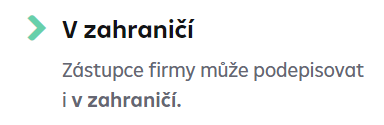 V zahraničí
Zástupce firmy může podepisovat
i v zahraničí.